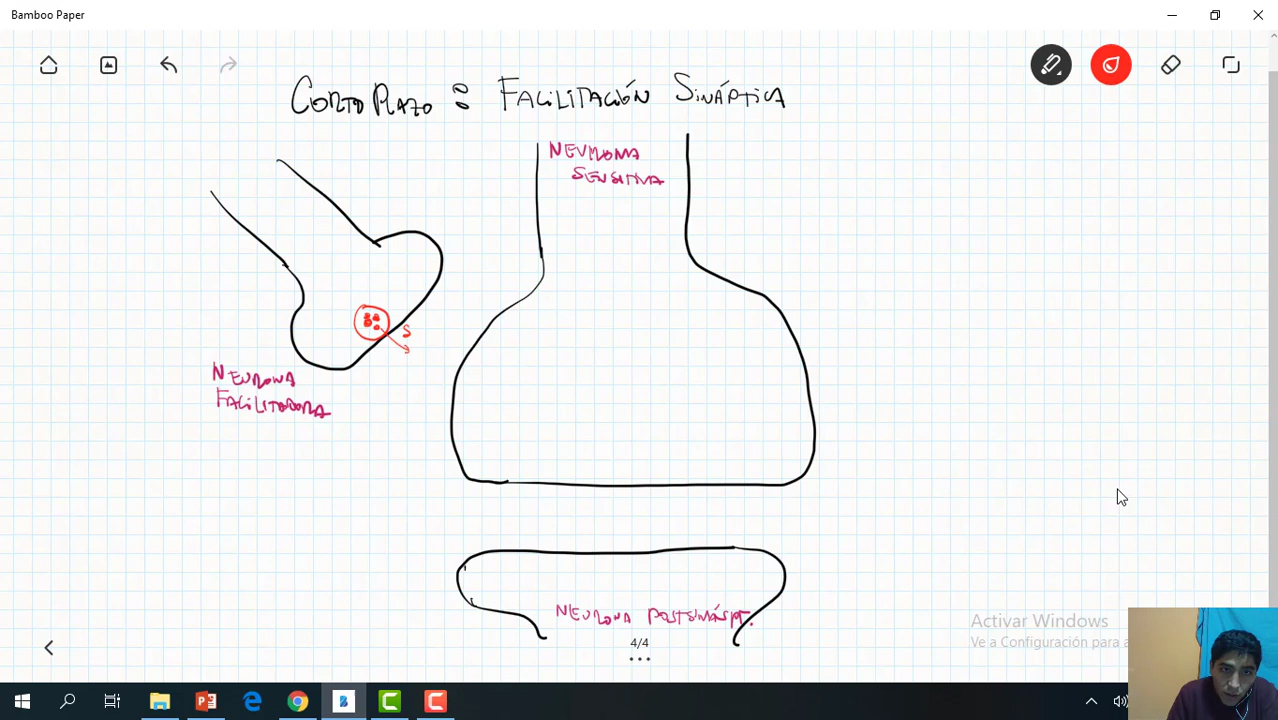 Bamboo Paper
CORTO PLAZO : FACILITACIÓN SINÁPTICA
NEURONA
SENSITIVA
S
NEURONA
FACILITADORA
NEURONA POSTSINÁPT.
4/4
Activar Windows
Ve a Configuración para a